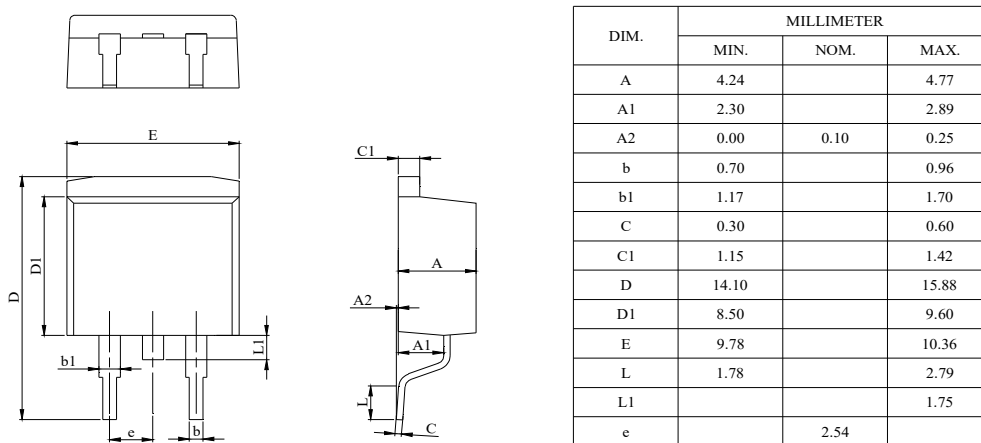 E
D
D1
b1
L1
e
b
C1
A
A2
A1
L
C
DIM. MILLIMETER
MIN. NOM. MAX.
A 4.24 4.77
A1 2.30 2.89
A2 0.00 0.10 0.25
b 0.70 0.96
b1 1.17 1.70
C 0.30 0.60
C1 1.15 1.42
D 14.10 15.88
D1 8.50 9.60
E 9.78 10.36
L 1.78 2.79
L1 1.75
e 2.54